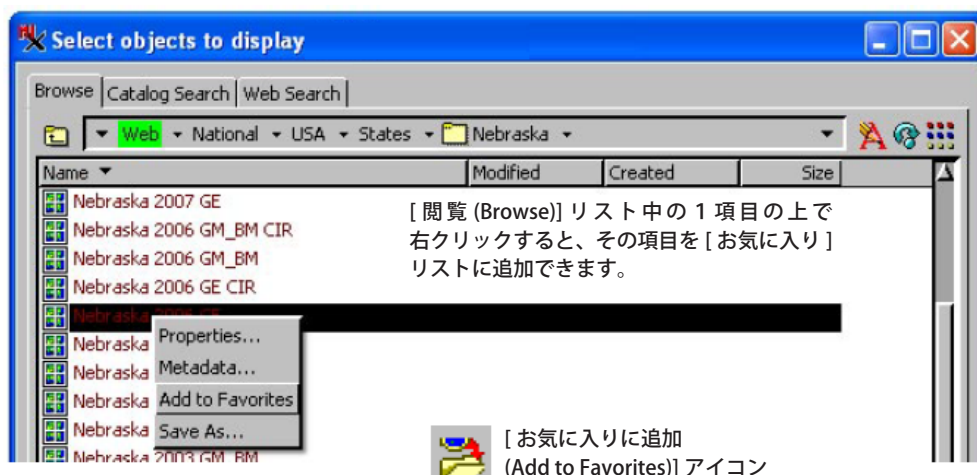 Select objects to display
Browse Catalog Search Web Search
Web National USA States Nebraska
Name Modified Created Size
Nebraska 2007 GE
Nebraska 2006 GM_BM CIR
Nebraska 2006 GM_BM
Nebraska 2006 GE CIR
Nebraska 2006 GE
[ 閲覧 (Browse)] リスト中の 1 項目の上で
右クリックすると、その項目を [ お気に入り ]
リストに追加できます。
Nebraska
Nebraska
Nebraska
Nebraska
Nebraska 2003 GM_BM
Properties...
Metadata...
Add to Favorites
Save As...
[ お気に入りに追加
(Add to Favorites)] アイコン